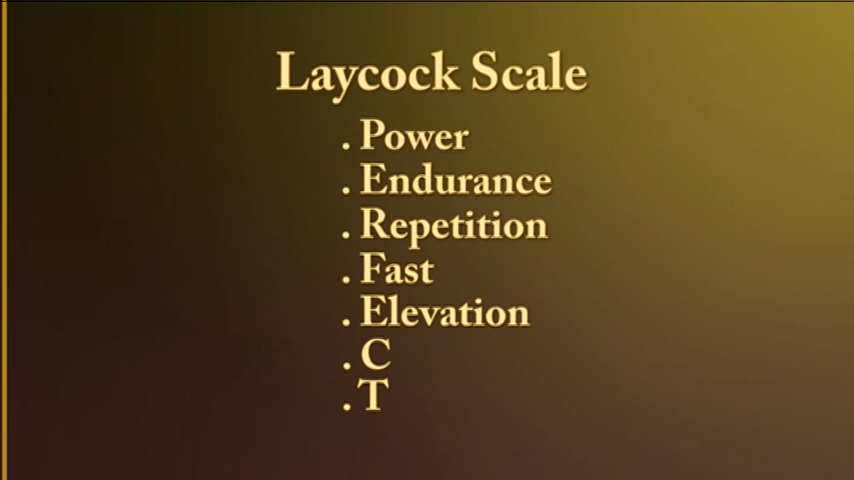 Laycock Scale
. Power
. Endurance
. Repetition
. Fast
. Elevation
. C
. T